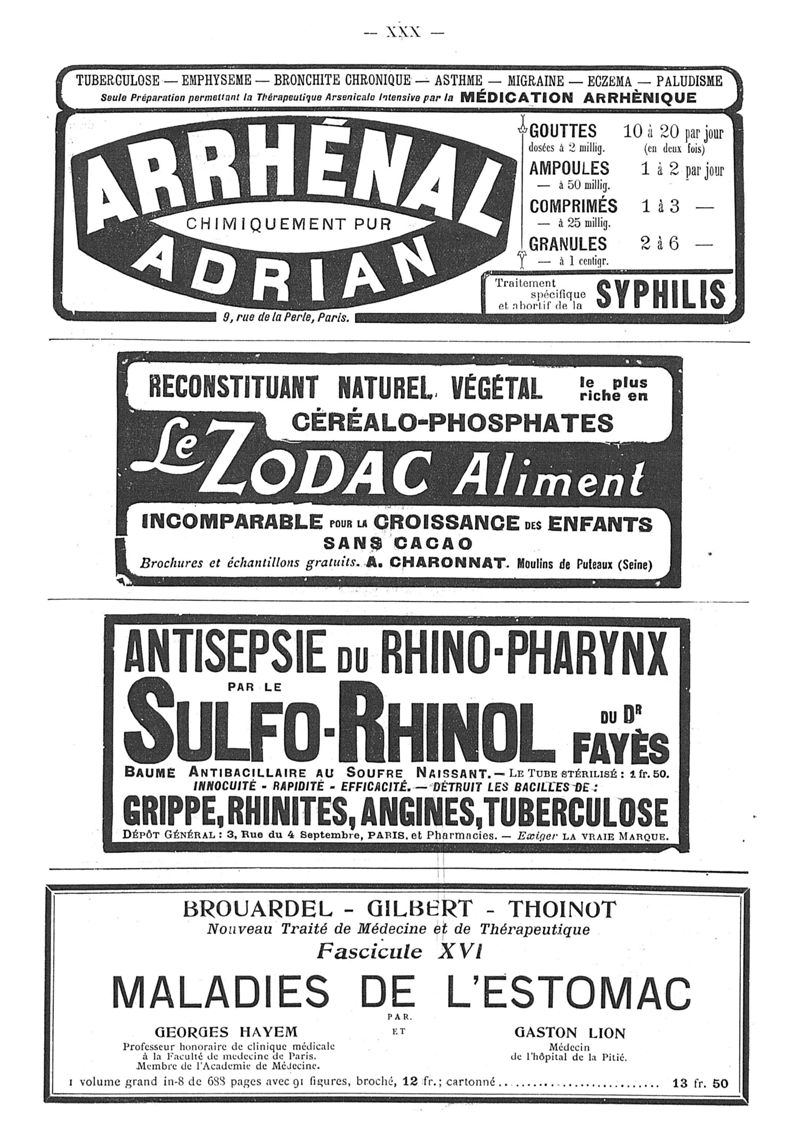 — XXX —
TUBERCULOSE — EMPHYSEME — BRONCHITE CHRONIQUE — ASTHME — MIGRAINE — ECZEMA — PALUDISME
Seule Préparation permettant la Thérapeutique Arsenicale Intensive par la MÉDICATION ARRHÈNIQUE
ARRHÉNAL
CHIMIQUEMENT PUR
ADRIAN
9, rue de la Perle, Paris.
GOUTTES 10 à 20 par jour
dosées à 2 millig. (en deux fois)
AMPOULES 1 à 2 par jour
— à 50 millig.
COMPRIMÉS 1 à 3 —
— à 25 millig.
GRANULES 2 à 6 —
— à 1 centigr.
Traitement
spécifique
et abortif de la SYPHILIS
RECONSTITUANT NATUREL, VÉGÉTAL le plus
riche en
CÉRÉALO-PHOSPHATES
Le ZODAC Aliment
INCOMPARABLE POUR LA CROISSANCE DES ENFANTS
SANS CACAO
Brochures et échantillons gratuits. A. CHARONNAT. Moulins de Puteaux (Seine)
ANTISEPSIE DU RHINO-PHARYNX
PAR LE
SULFO-RHINOL DU DR
FAYÈS
BAUME ANTIBACILLAIRE AU SOUFRE NAISSANT. — LE TUBE STÉRILISÉ : 1 fr. 50.
INNOCUITÉ - RAPIDITÉ - EFFICACITÉ. — DÉTRUIT LES BACILLES DE :
GRIPPE, RHINITES, ANGINES, TUBERCULOSE
DÉPÔT GÉNÉRAL : 3, Rue du 4 Septembre, PARIS. et Pharmacies. — Exiger LA VRAIE MARQUE.
BROUARDEL - GILBERT - THOINOT
Nouveau Traité de Médecine et de Thérapeutique
Fascicule XVI
MALADIES DE L'ESTOMAC
PAR.
GEORGES HAYEM ET GASTON LION
Professeur honoraire de clinique médicale Médecin
à la Faculté de medecine de Paris. de l'hôpital de la Pitié.
Membre de l'Academie de Médecine.
1 volume grand in-8 de 688 pages avec 91 figures, broché, 12 fr.; cartonné .......................... 13 fr. 50